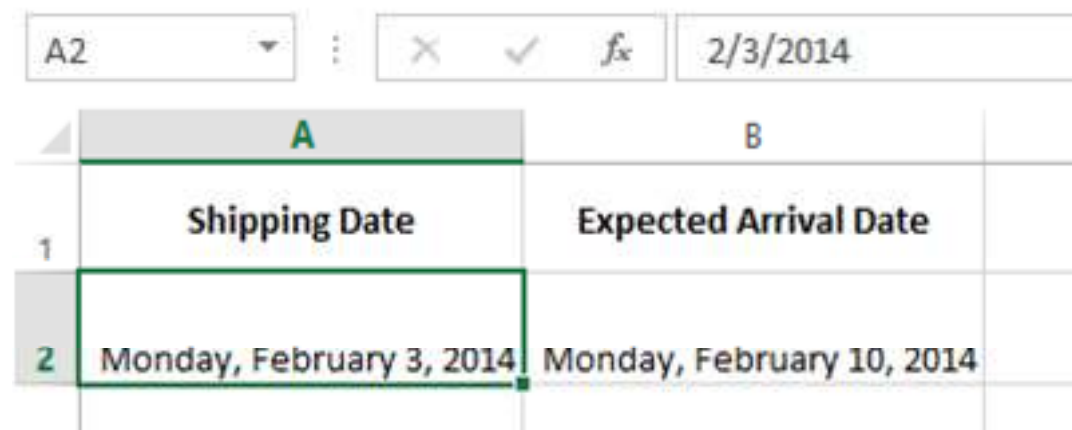 A2 fx 2/3/2014
A B
1 Shipping Date Expected Arrival Date
2 Monday, February 3, 2014 Monday, February 10, 2014